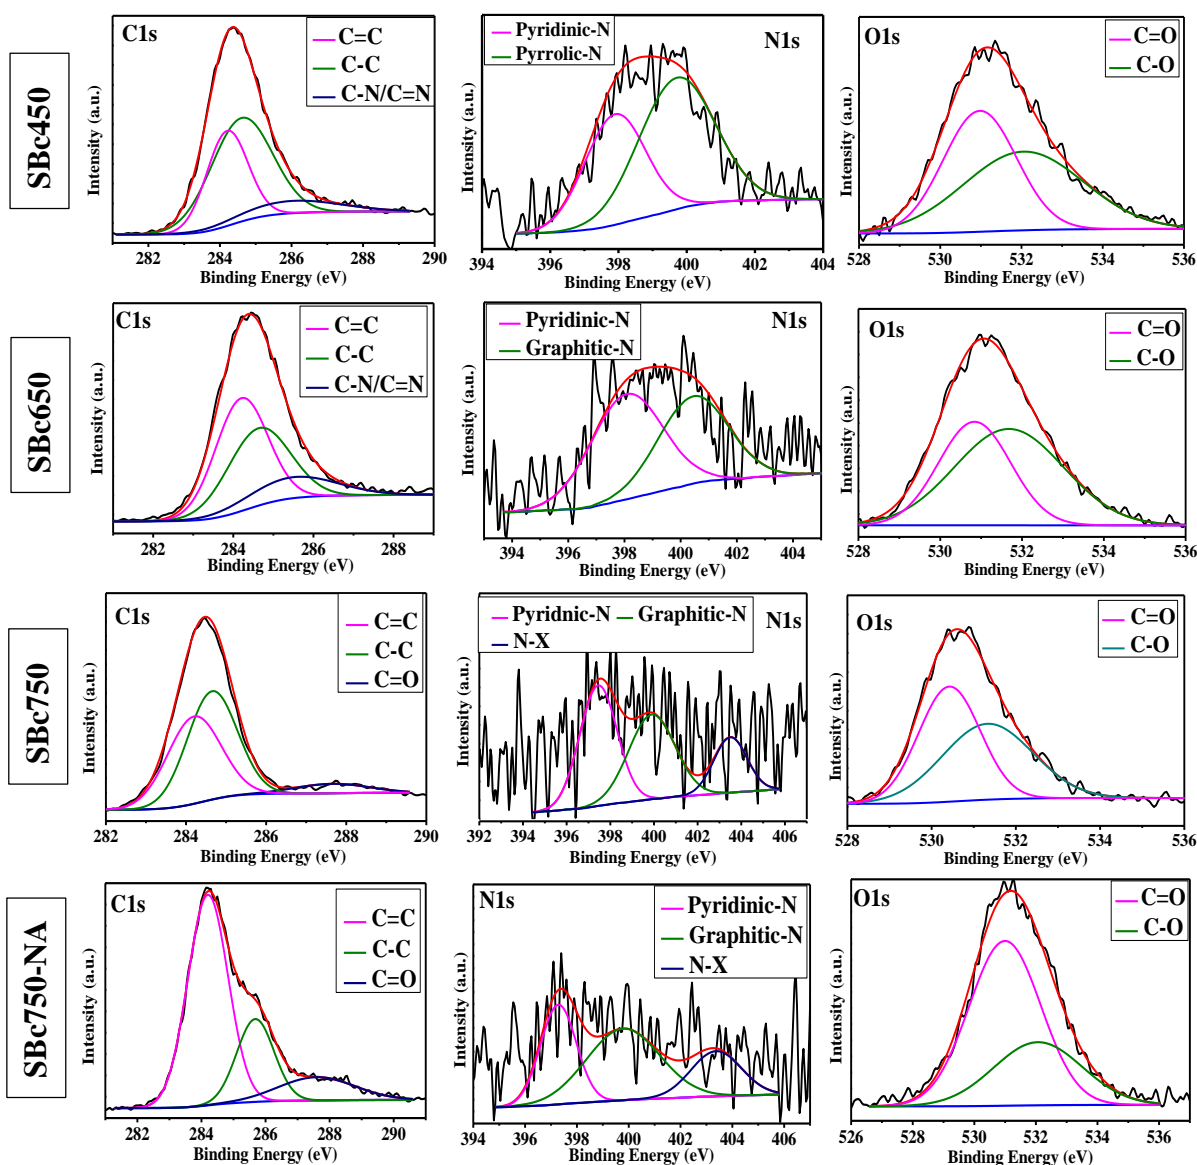 SBc450
C1s
C=C
C-C
C-N/C=N
Intensity (a.u.)
282 284 286 288 290
Binding Energy (eV)
Pyridinic-N
Pyrrolic-N
N1s
Intensity (a.u.)
394 396 398 400 402 404
Binding Energy (eV)
O1s
C=O
C-O
Intensity (a.u.)
528 530 532 534 536
Binding Energy (eV)
SBc650
C1s
C=C
C-C
C-N/C=N
Intensity (a.u.)
282 284 286 288
Binding Energy (eV)
Pyridinic-N
Graphitic-N
N1s
Intensity (a.u.)
394 396 398 400 402 404
Binding Energy (eV)
O1s
C=O
C-O
Intensity (a.u.)
528 530 532 534 536
Binding Energy (eV)
SBc750
C1s
C=C
C-C
C=O
Intensity (a.u.)
282 284 286 288 290
Binding Energy (eV)
Pyridnic-N Graphitic-N
N-X
N1s
Intensity (a.u.)
392 394 396 398 400 402 404 406
Binding Energy (eV)
O1s
C=O
C-O
Intensity (a.u.)
528 530 532 534 536
Binding Energy (eV)
SBc750-NA
C1s
C=C
C-C
C=O
Intensity (a.u.)
281 282 283 284 285 286 287 288 289 290
Binding Energy (eV)
N1s
Pyridinic-N
Graphitic-N
N-X
Intensity (a.u.)
394 396 398 400 402 404 406
Binding Energy (eV)
O1s
C=O
C-O
Intensity (a.u.)
526 528 530 532 534 536
Binding Energy (eV)